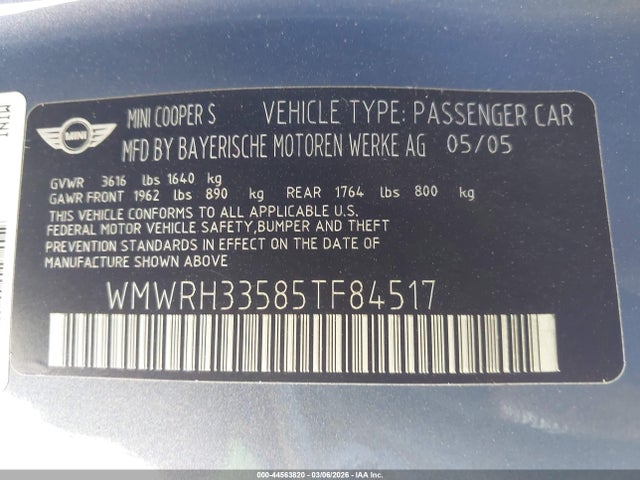 MINI
MINI COOPER S VEHICLE TYPE: PASSENGER CAR
MFD BY BAYERISCHE MOTOREN WERKE AG 05/05
MINI
GVWR 3616 lbs 1640 kg
GAWR FRONT 1962 lbs 890 kg REAR 1764 lbs 800 kg
THIS VEHICLE CONFORMS TO ALL APPLICABLE U.S.
FEDERAL MOTOR VEHICLE SAFETY,BUMPER AND THEFT
PREVENTION STANDARDS IN EFFECT ON THE DATE OF
MANUFACTURE SHOWN ABOVE
WMWRH33585TF84517
000-44563820 - 03/06/2026 - IAA Inc.